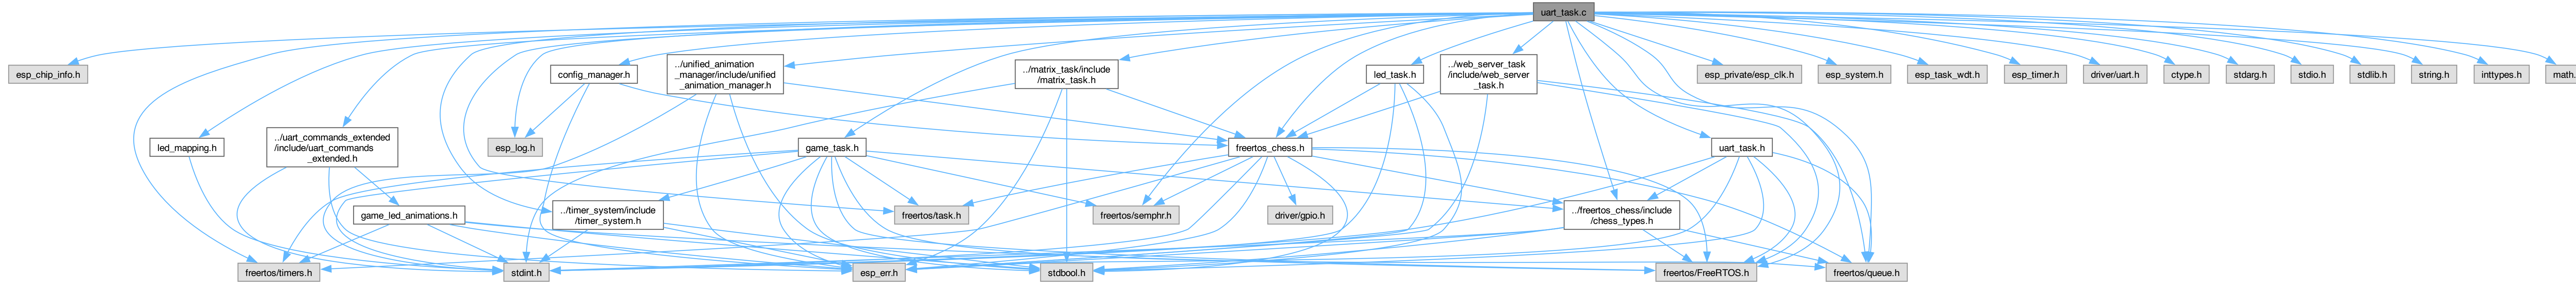 uart_task.c
esp_chip_info.h
config_manager.h
../unified_animation
_manager/include/unified
_animation_manager.h
../matrix_task/include
/matrix_task.h
led_task.h
../web_server_task
/include/web_server
_task.h
esp_private/esp_clk.h
esp_system.h
esp_task_wdt.h
esp_timer.h
driver/uart.h
ctype.h
stdarg.h
stdio.h
stdlib.h
string.h
inttypes.h
math.
led_mapping.h
../uart_commands_extended
/include/uart_commands
_extended.h
esp_log.h
game_task.h
freertos_chess.h
uart_task.h
game_led_animations.h
../timer_system/include
/timer_system.h
freertos/task.h
freertos/semphr.h
driver/gpio.h
../freertos_chess/include
/chess_types.h
freertos/timers.h
stdint.h
esp_err.h
stdbool.h
freertos/FreeRTOS.h
freertos/queue.h